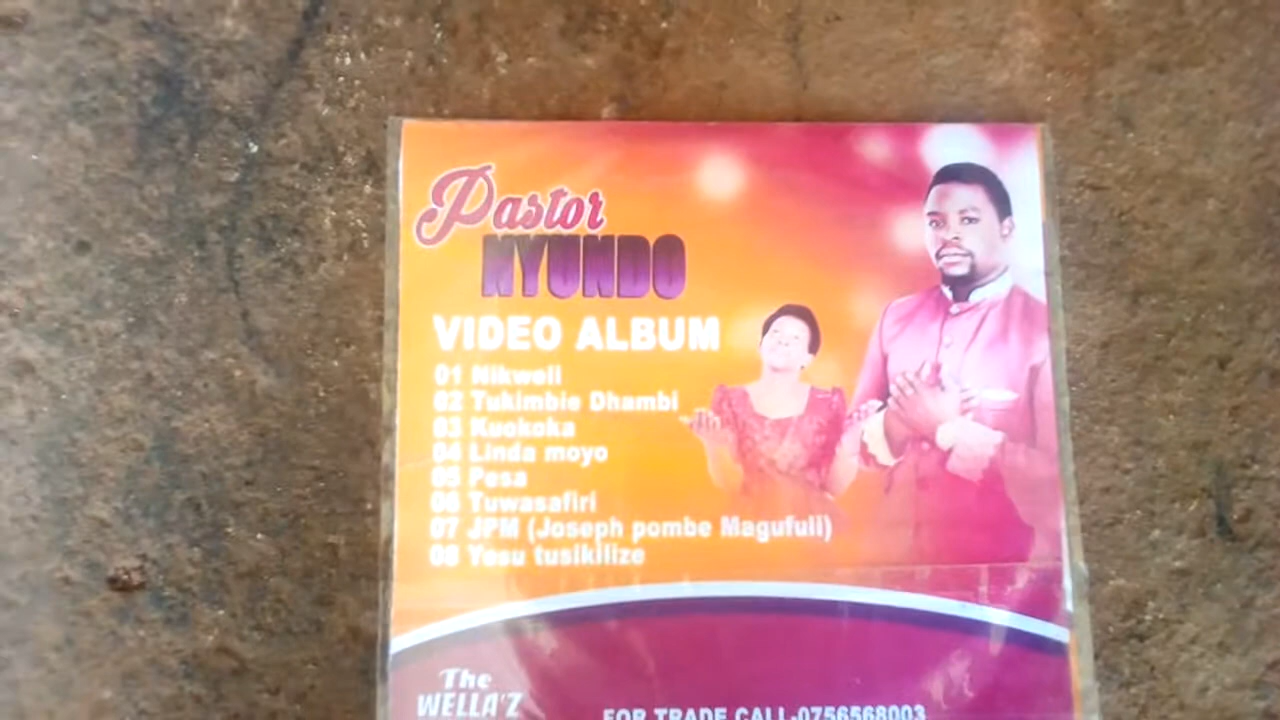 Pastor
NYUNDO
VIDEO ALBUM
01 Nikweli
02 Tukimbie Dhambi
03 Kuokoka
04 Linda moyo
05 Pesa
06 Tuwasafiri
07 JPM (Joseph pombe Magufuli)
08 Yesu tusikilize
The
WELLA'Z
FOR TRADE CALL-0756568003